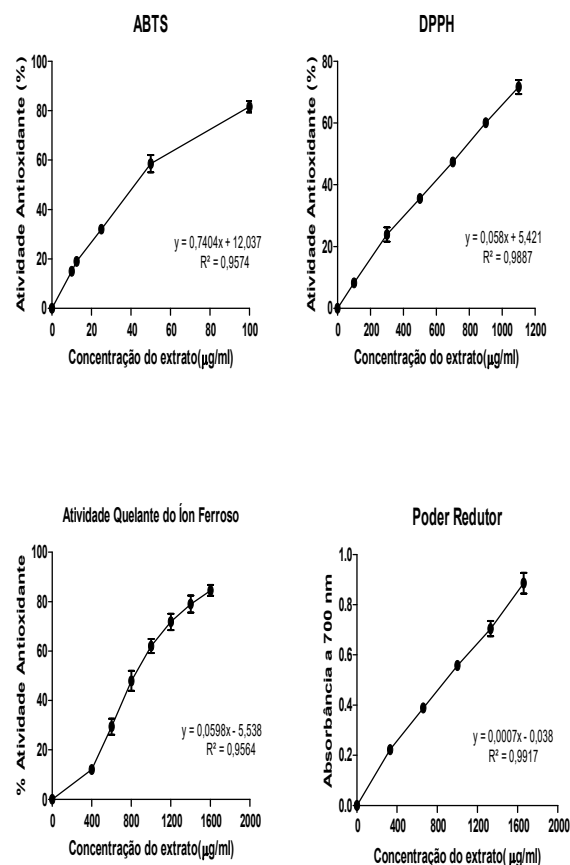 ABTS
Atividade Antioxidante (%)
100
80
60
40
20
0
y = 0,7404x + 12,037
R² = 0,9574
0 20 40 60 80 100
Concentração do extrato(µg/ml)
DPPH
Atividade Antioxidante (%)
80
60
40
20
0
y = 0,058x + 5,421
R² = 0,9887
0 200 400 600 800 1000 1200
Concentração do extrato(µg/ml)
Atividade Quelante do Íon Ferroso
% Atividade Antioxidante
100
80
60
40
20
0
y = 0,0598x - 5,538
R² = 0,9564
0 400 800 1200 1600 2000
Concentração do extrato(µg/ml)
Poder Redutor
Absorbância a 700 nm
1.0
0.8
0.6
0.4
0.2
0.0
y = 0,0007x - 0,038
R² = 0,9917
0 400 800 1200 1600 2000
Concentração do extrato( µg/ml)